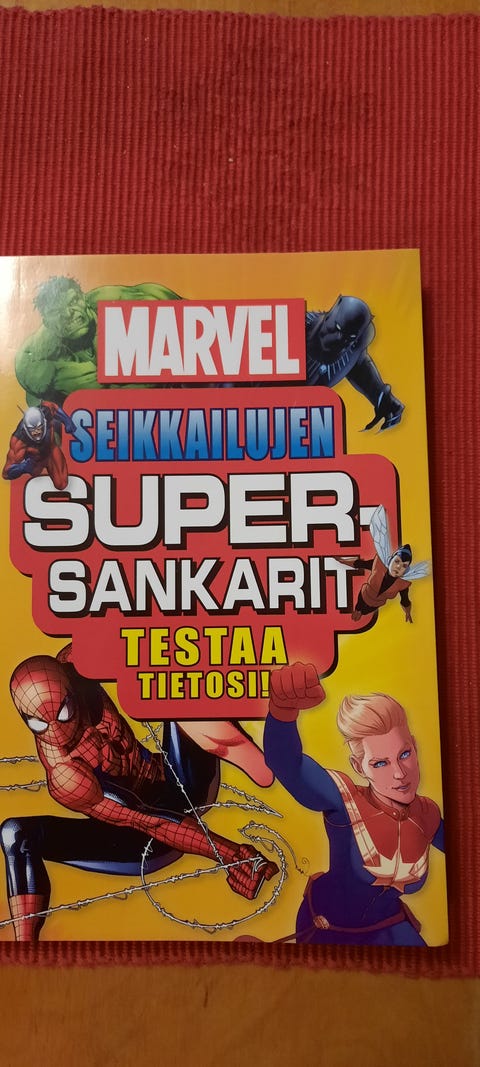 MARVEL
SEIKKAILUJEN
SUPER-
SANKARIT
TESTAA
TIETOSI!